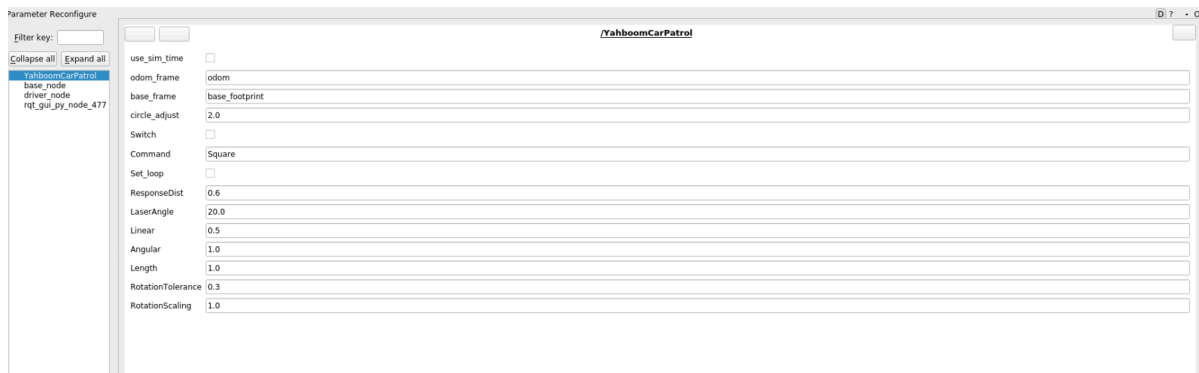 Parameter Reconfigure
D ? - O
Filter key:
Collapse all Expand all
YahboomCarPatrol
base_node
driver_node
rqt_gui_py_node_477
/YahboomCarPatrol
use_sim_time
odom_frame odom
base_frame base_footprint
circle_adjust 2.0
Switch
Command Square
Set_loop
ResponseDist 0.6
LaserAngle 20.0
Linear 0.5
Angular 1.0
Length 1.0
RotationTolerance 0.3
RotationScaling 1.0